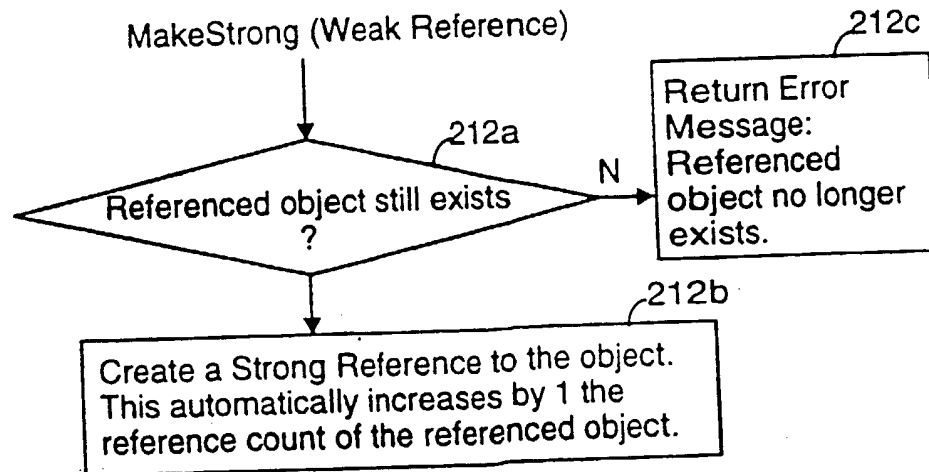 MakeStrong (Weak Reference)
212c
Return Error
Message:
Referenced
object no longer
exists.
212a
N
Referenced object still exists
?
212b
Create a Strong Reference to the object.
This automatically increases by 1 the
reference count of the referenced object.